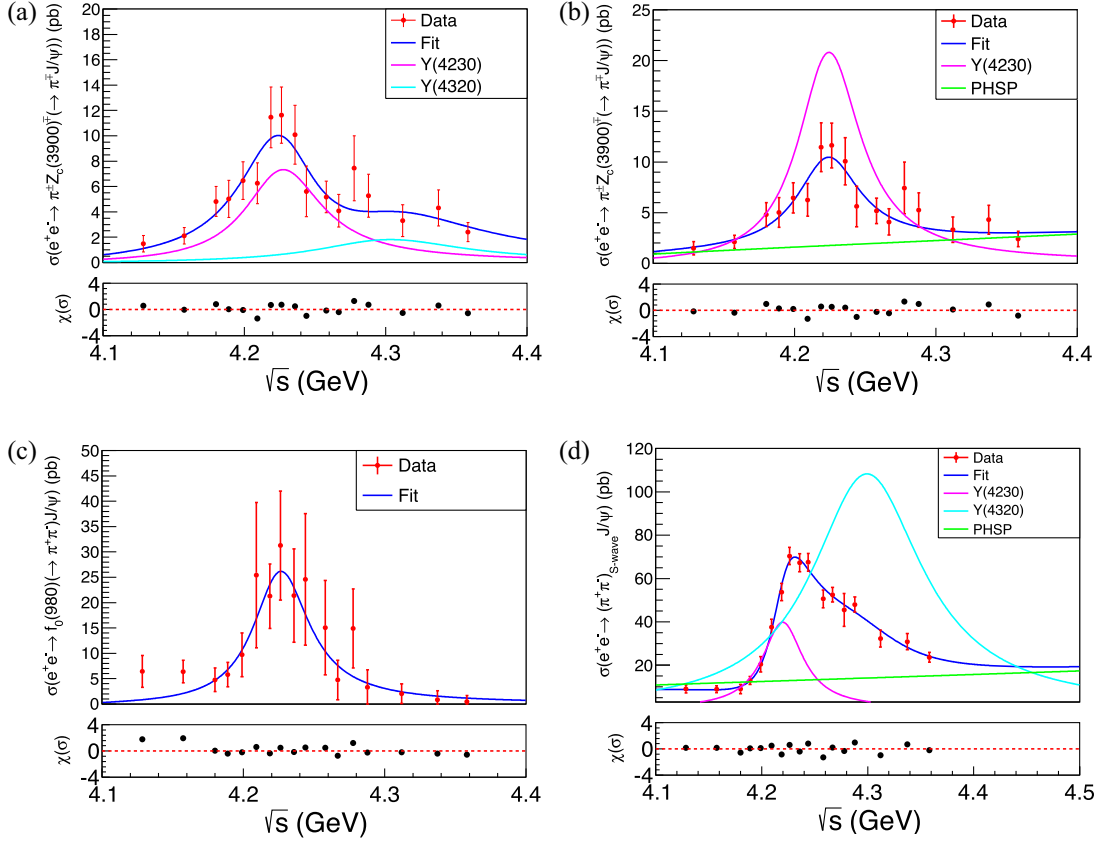 (a)
σ(e⁺e⁻→ π±Zc(3900)∓(→ π∓J/ψ)) (pb)
20
18
16
14
12
10
8
6
4
2
0
Data
Fit
Y(4230)
Y(4320)
χ(σ)
4
0
-4
4.1
4.2
4.3
4.4
√s (GeV)
(b)
σ(e⁺e⁻→ π±Zc(3900)∓(→ π∓J/ψ)) (pb)
25
20
15
10
5
0
Data
Fit
Y(4230)
PHSP
χ(σ)
4
0
-4
4.1
4.2
4.3
4.4
√s (GeV)
(c)
σ(e⁺e⁻→ f₀(980)(→ π⁺π⁻)J/ψ) (pb)
50
45
40
35
30
25
20
15
10
5
0
Data
Fit
χ(σ)
4
0
-4
4.1
4.2
4.3
4.4
√s (GeV)
(d)
σ(e⁺e⁻→ (π⁺π⁻)S-wave J/ψ) (pb)
120
100
80
60
40
20
Data
Fit
Y(4230)
Y(4320)
PHSP
χ(σ)
4
0
-4
4.1
4.2
4.3
4.4
4.5
√s (GeV)